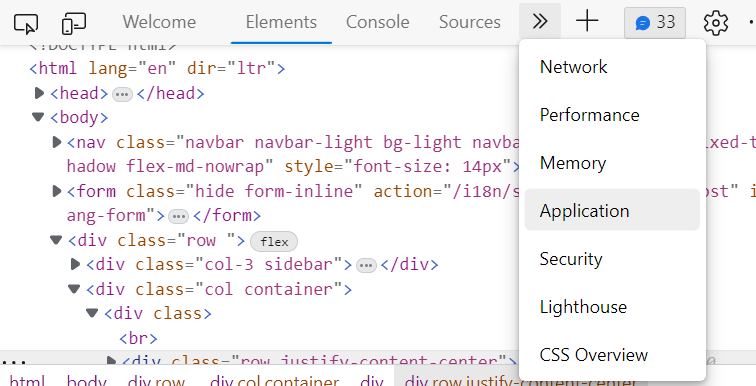 Welcome Elements Console Sources 33
<!DOCTYPE html>
<html lang="en" dir="ltr">
<head> </head>
<body>
<nav class="navbar navbar-light bg-light navba ixed-t
hadow flex-md-nowrap" style="font-size: 14px">
<form class="hide form-inline" action="/i18n/s ost" i
ang-form"> </form>
<div class="row "> flex
<div class="col-3 sidebar"> </div>
<div class="col container">
<div class>
<br>
<div class="row justify-content-center"> 0
html body div.row div.col.container div div.row.justify-content-center
Network
Performance
Memory
Application
Security
Lighthouse
CSS Overview